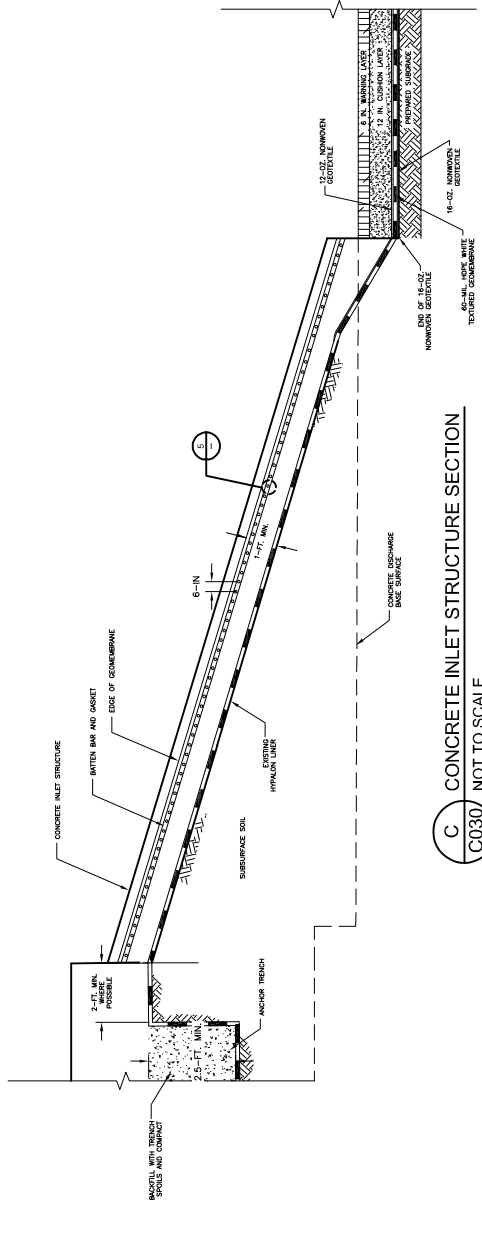 CONCRETE INLET STRUCTURE
BATTEN BAR AND GASKET
EDGE OF GEOMEMBRANE
2-FT. MIN.
WHERE
POSSIBLE
BACKFILL WITH TRENCH
SPOILS AND COMPACT
2.5-FT. MIN.
ANCHOR TRENCH
SUBSURFACE SOIL
EXISTING
HYPALON LINER
6-IN
1-FT. MIN.
5
CONCRETE DISCHARGE
BASE SURFACE
12-OZ. NONWOVEN
GEOTEXTILE
6 IN. WARNING LAYER
12 IN. CUSHION LAYER
PREPARED SUBGRADE
END OF 16-OZ.
NONWOVEN GEOTEXTILE
60-MIL. HDPE WHITE
TEXTURED GEOMEMBRANE
16-OZ. NONWOVEN
GEOTEXTILE
C
C030
CONCRETE INLET STRUCTURE SECTION
NOT TO SCALE